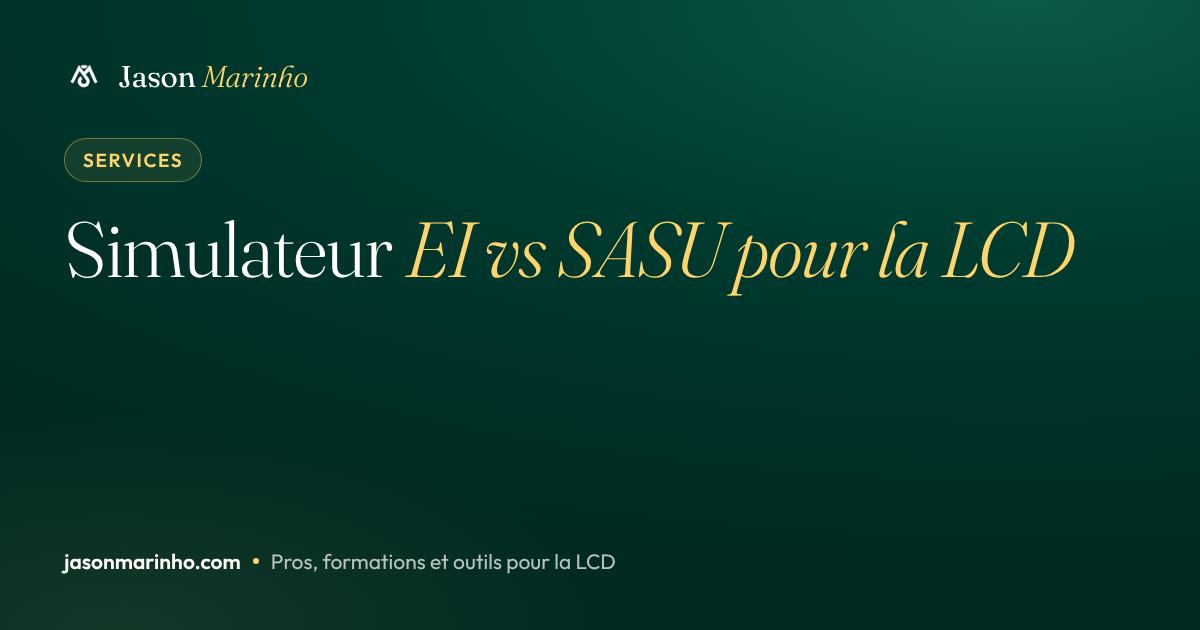 Jason Marinho
SERVICES
Simulateur EI vs SASU pour la LCD
jasonmarinho.com • Pros, formations et outils pour la LCD